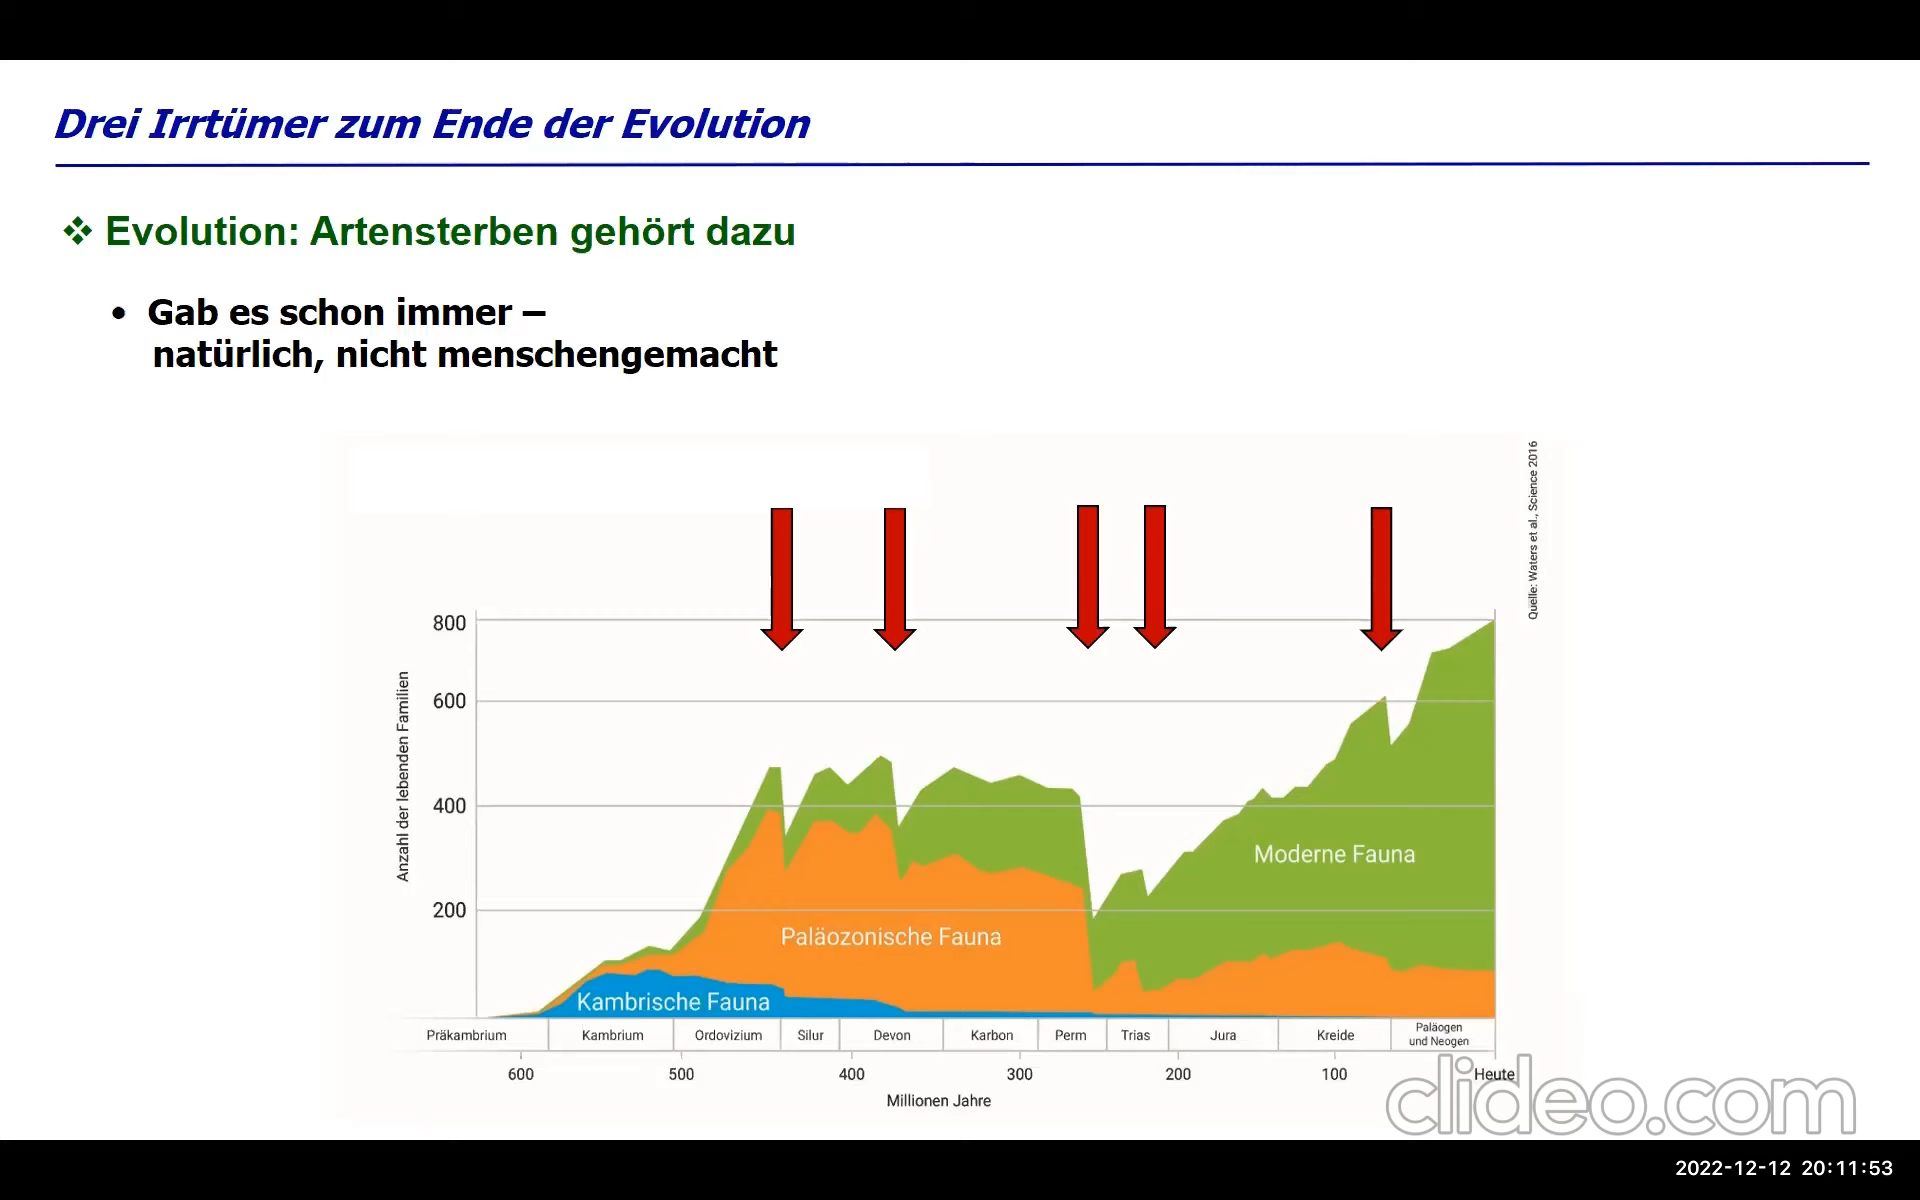 Drei Irrtümer zum Ende der Evolution
❖ Evolution: Artensterben gehört dazu
• Gab es schon immer –
natürlich, nicht menschengemacht
Quelle: Waters et al., Science 2016
Anzahl der lebenden Familien
800
600
400
200
Moderne Fauna
Paläozonische Fauna
Kambrische Fauna
Präkambrium Kambrium Ordovizium Silur Devon Karbon Perm Trias Jura Kreide Paläogen
und Neogen
600 500 400 300 200 100 Heute
Millionen Jahre
clideo.com
2022-12-12 20:11:53